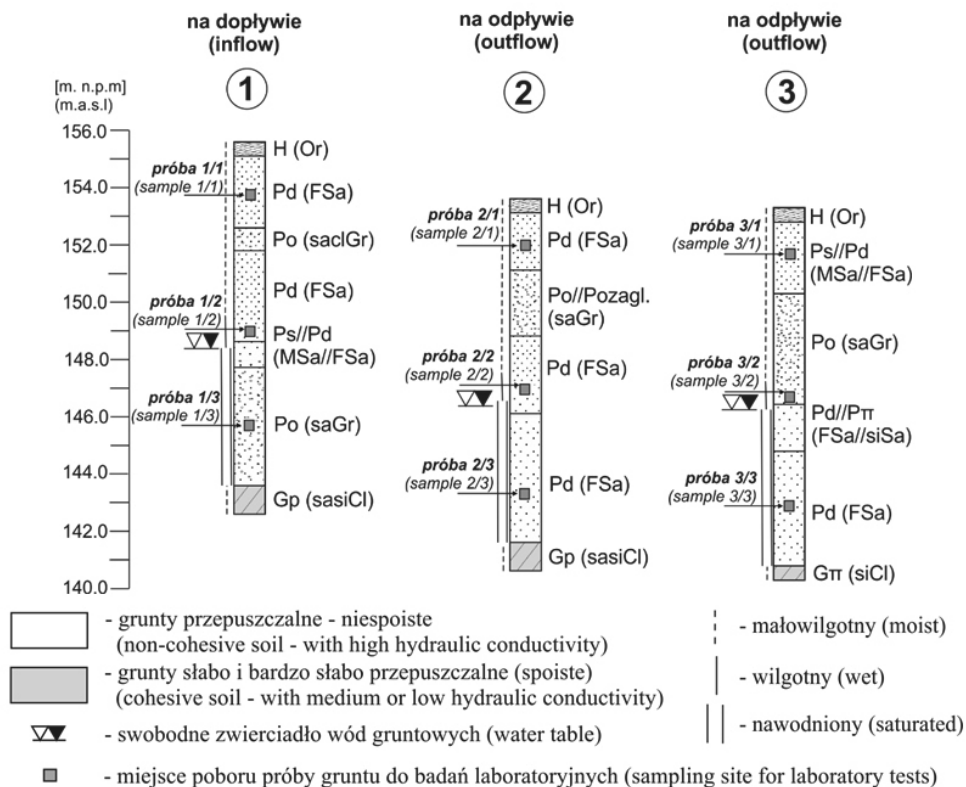 na dopływie
(inflow)
na odpływie
(outflow)
na odpływie
(outflow)
1
2
3
[m. n.p.m]
(m.a.s.l)
156.0
154.0
152.0
150.0
148.0
146.0
144.0
142.0
140.0
H (Or)
próba 1/1
(sample 1/1)
Pd (FSa)
Po (saclGr)
Pd (FSa)
próba 1/2
(sample 1/2)
Ps//Pd
(MSa//FSa)
próba 1/3
(sample 1/3)
Po (saGr)
Gp (sasiCl)
H (Or)
próba 2/1
(sample 2/1)
Pd (FSa)
Po//Pozagl.
(saGr)
próba 2/2
(sample 2/2)
Pd (FSa)
próba 2/3
(sample 2/3)
Pd (FSa)
Gp (sasiCl)
H (Or)
próba 3/1
(sample 3/1)
Ps//Pd
(MSa//FSa)
Po (saGr)
próba 3/2
(sample 3/2)
Pd//Pπ
(FSa//siSa)
próba 3/3
(sample 3/3)
Pd (FSa)
Gπ (siCl)
- grunty przepuszczalne - niespoiste
(non-cohesive soil - with high hydraulic conductivity)
- grunty słabo i bardzo słabo przepuszczalne (spoiste)
(cohesive soil - with medium or low hydraulic conductivity)
- swobodne zwierciadło wód gruntowych (water table)
- miejsce poboru próby gruntu do badań laboratoryjnych (sampling site for laboratory tests)
- małowilgotny (moist)
- wilgotny (wet)
- nawodniony (saturated)